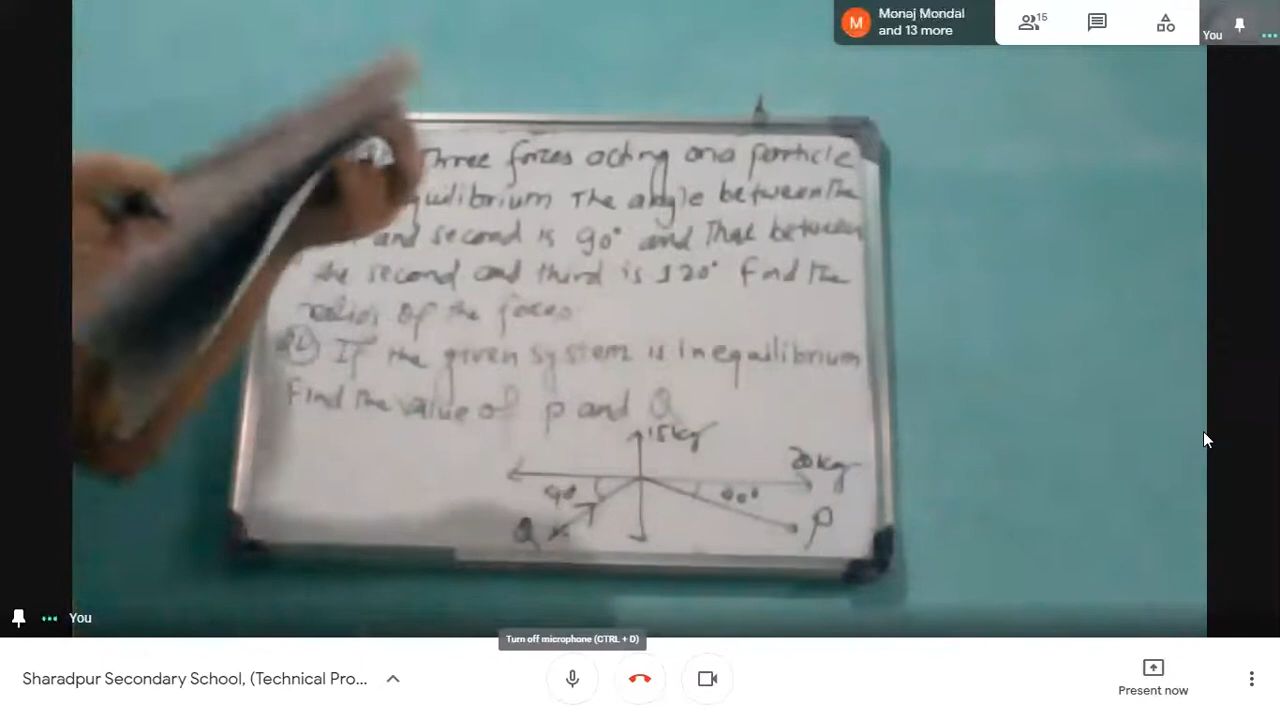 Monaj Mondal
and 13 more
15
You
M
Three forces acting on a particle
equilibrium The angle between the
and second is 90° and That between
the second and third is 120° find the
of the forces
If the given system is in equilibrium
Find the value of p and Q
15kg
20kg
Q
P
You
Turn off microphone (CTRL + D)
Sharadpur Secondary School, (Technical Pro...
Present now